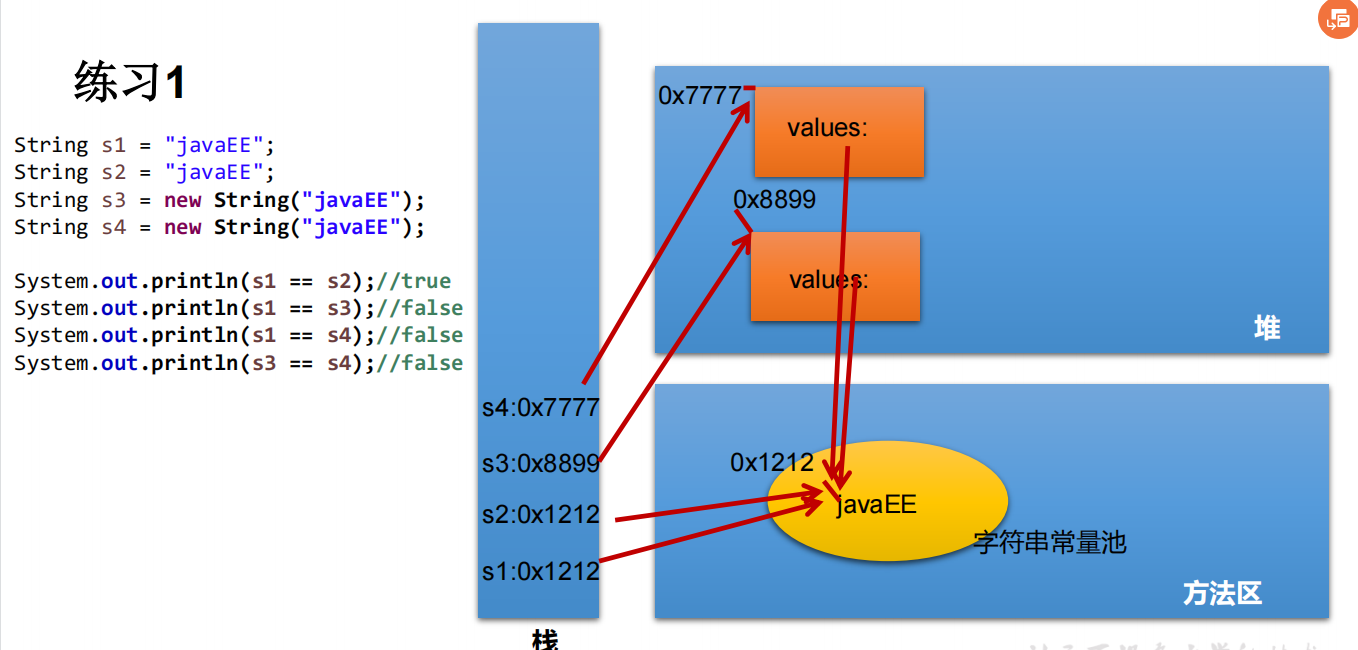 练习1
String s1 = "javaEE";
String s2 = "javaEE";
String s3 = new String("javaEE");
String s4 = new String("javaEE");
System.out.println(s1 == s2);//true
System.out.println(s1 == s3);//false
System.out.println(s1 == s4);//false
System.out.println(s3 == s4);//false
s4:0x7777
s3:0x8899
s2:0x1212
s1:0x1212
栈
0x7777
values:
0x8899
values:
堆
0x1212
javaEE
字符串常量池
方法区